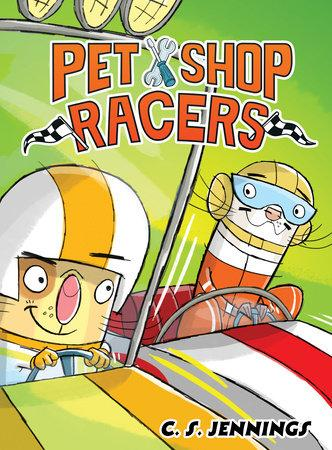 PET SHOP
RACERS
C. S. JENNINGS